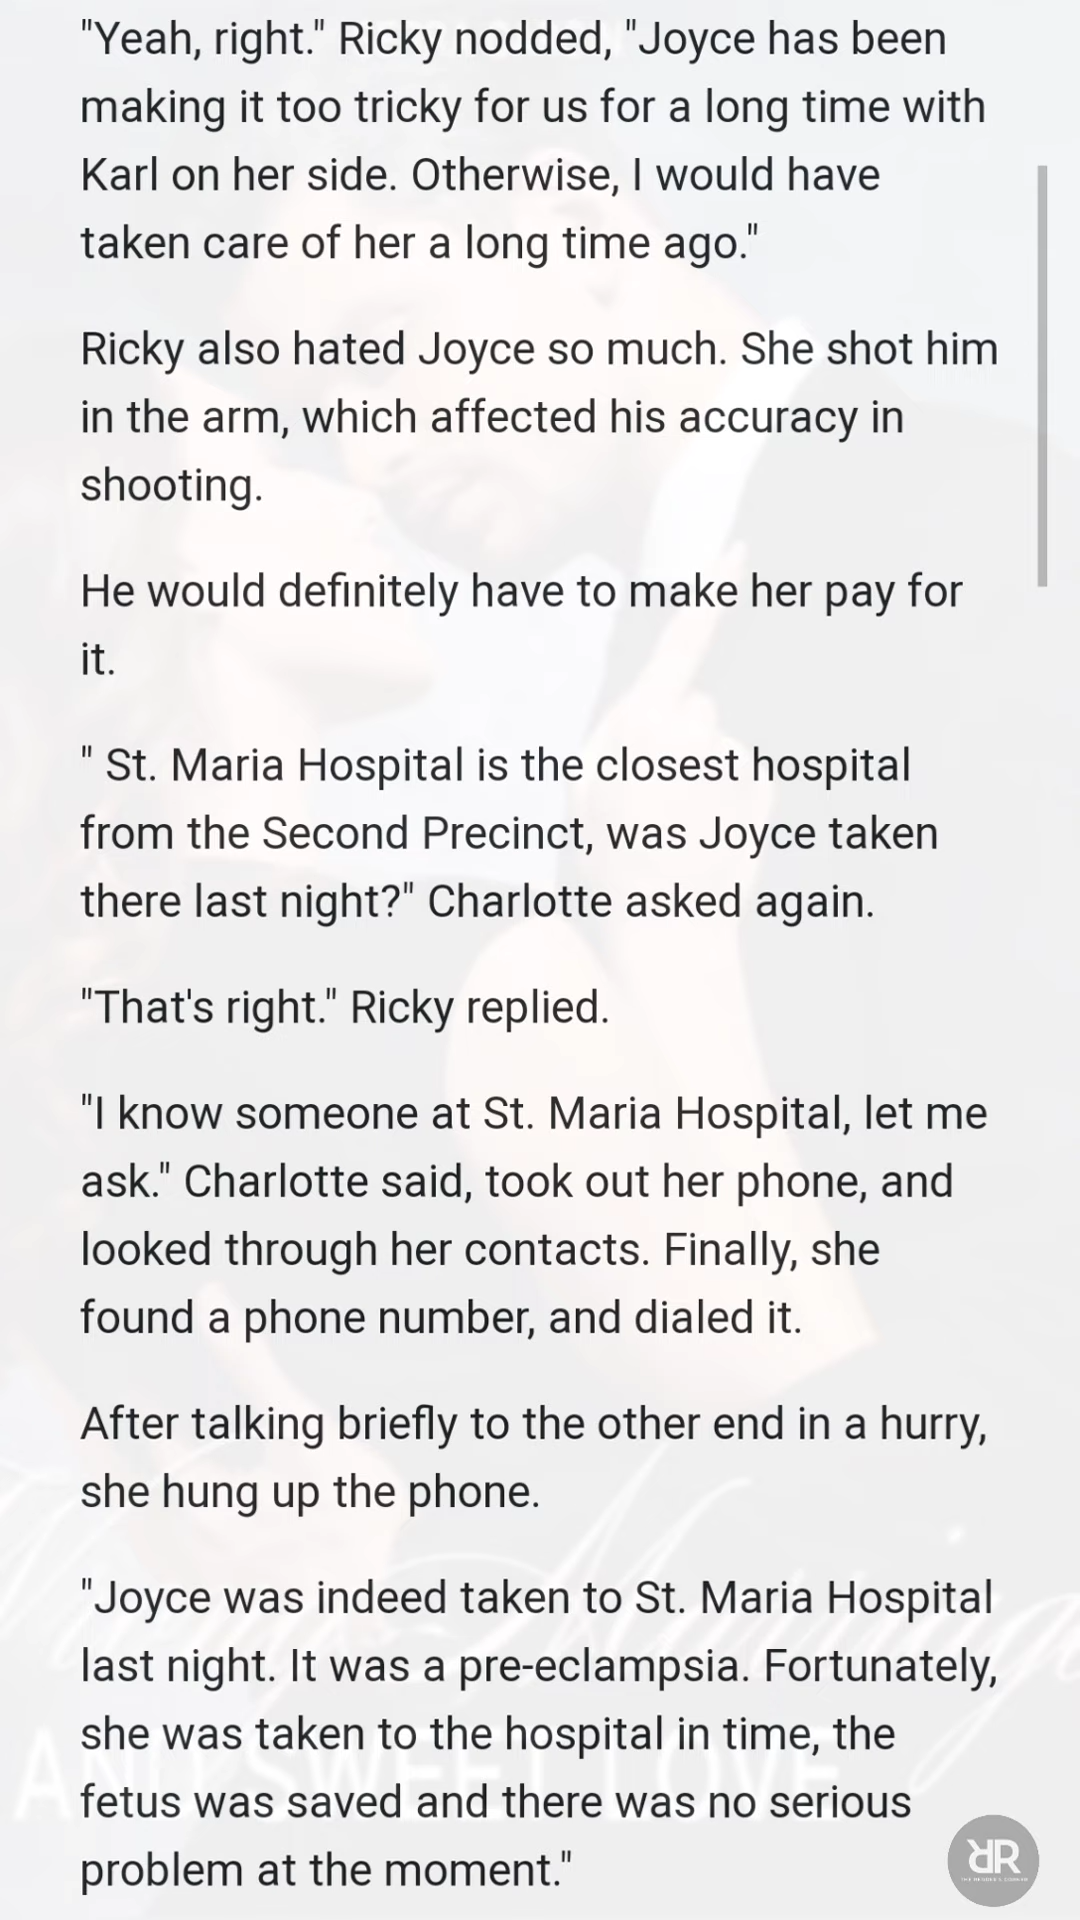 "Yeah, right." Ricky nodded, "Joyce has been
making it too tricky for us for a long time with
Karl on her side. Otherwise, I would have
taken care of her a long time ago."
Ricky also hated Joyce so much. She shot him
in the arm, which affected his accuracy in
shooting.
He would definitely have to make her pay for
it.
" St. Maria Hospital is the closest hospital
from the Second Precinct, was Joyce taken
there last night?" Charlotte asked again.
"That's right." Ricky replied.
"I know someone at St. Maria Hospital, let me
ask." Charlotte said, took out her phone, and
looked through her contacts. Finally, she
found a phone number, and dialed it.
After talking briefly to the other end in a hurry,
she hung up the phone.
"Joyce was indeed taken to St. Maria Hospital
last night. It was a pre-eclampsia. Fortunately,
she was taken to the hospital in time, the
fetus was saved and there was no serious
problem at the moment."
AND SWEET LOVE